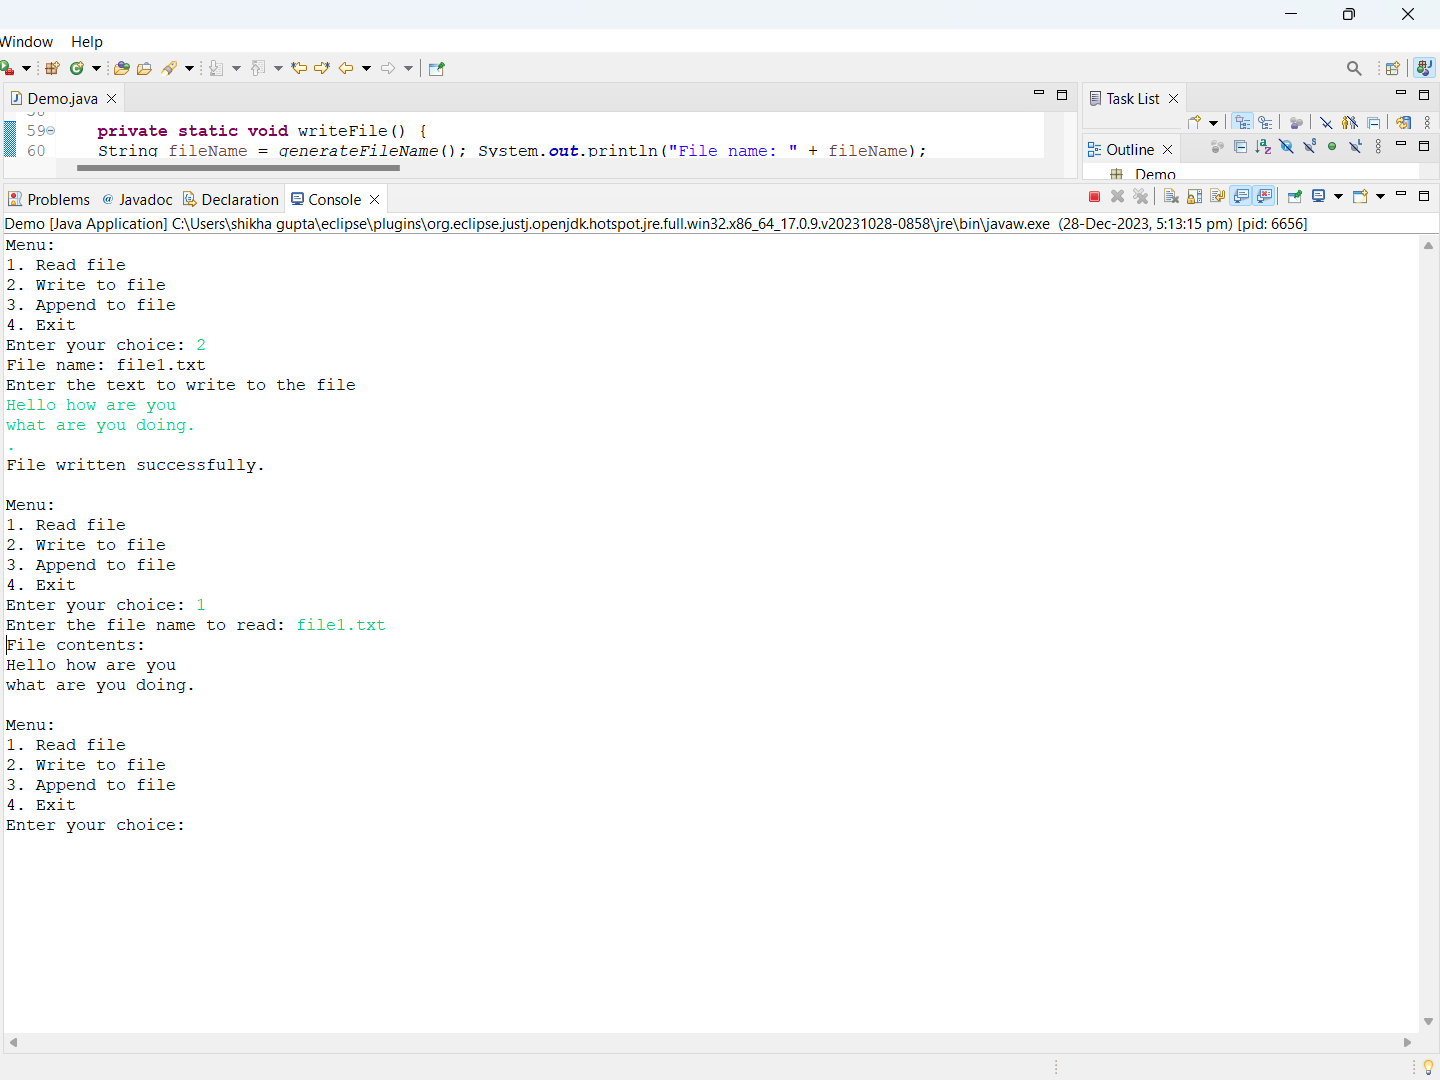 Window Help
Demo.java
Task List
59 private static void writeFile() {
60 String fileName = generateFileName(); System.out.println("File name: " + fileName);
Outline
Demo
Problems Javadoc Declaration Console
Demo [Java Application] C:\Users\shikha gupta\eclipse\plugins\org.eclipse.justj.openjdk.hotspot.jre.full.win32.x86_64_17.0.9.v20231028-0858\jre\bin\javaw.exe (28-Dec-2023, 5:13:15 pm) [pid: 6656]
Menu:
1. Read file
2. Write to file
3. Append to file
4. Exit
Enter your choice: 2
File name: file1.txt
Enter the text to write to the file
Hello how are you
what are you doing.
.
File written successfully.
Menu:
1. Read file
2. Write to file
3. Append to file
4. Exit
Enter your choice: 1
Enter the file name to read: file1.txt
File contents:
Hello how are you
what are you doing.
Menu:
1. Read file
2. Write to file
3. Append to file
4. Exit
Enter your choice: